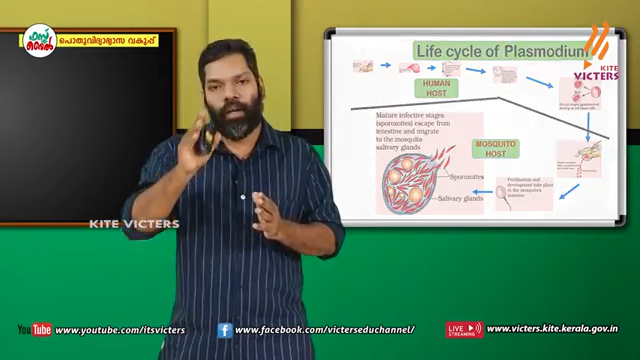 ഫസ്റ്റ്ബെൽ
പൊതുവിദ്യാഭ്യാസ വകുപ്പ്
Life cycle of Plasmodium
KITE
VICTERS
HUMAN
HOST
Mature infective stages
(sporozoites) escape from
intestine and migrate
to the mosquito
salivary glands
MOSQUITO
HOST
Sporozoites
Salivary glands
Fertilisation and
development take place
in the mosquito's
intestine
KITE VICTERS
YouTube www.youtube.com/itsvicters
f www.facebook.com/victerseduchannel/
LIVE STREAMING www.victers.kite.kerala.gov.in